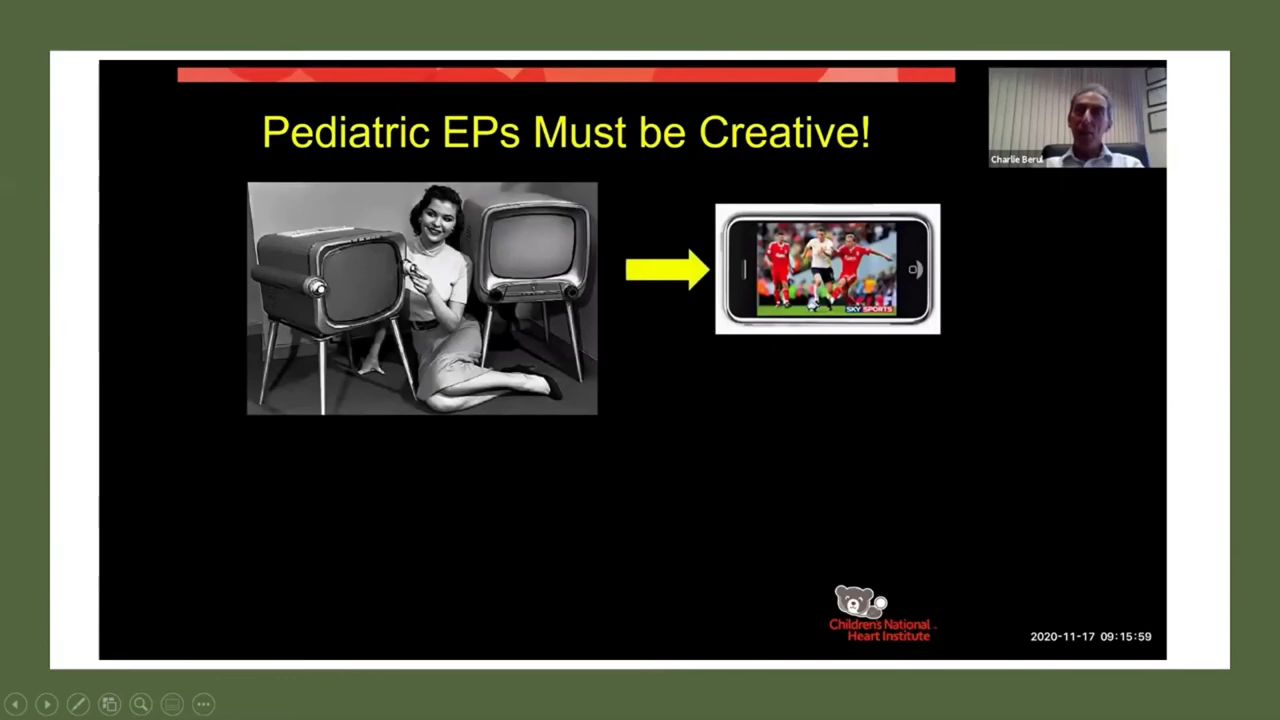 Pediatric EPs Must be Creative!
Charlie Berul
SKY SPORTS
Children's National
Heart Institute
2020-11-17 09:15:59